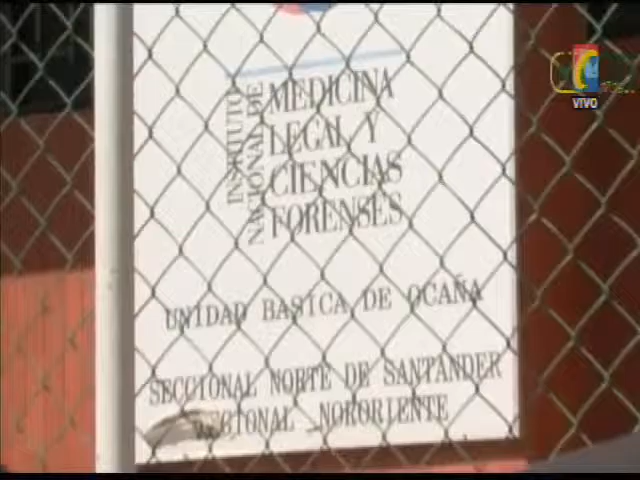 INSTITUTO
NACIONAL DE
MEDICINA
LEGAL Y
CIENCIAS
FORENSES
UNIDAD BASICA DE OCAÑA
SECCIONAL NORTE DE SANTANDER
REGIONAL NORORIENTE
VIVO